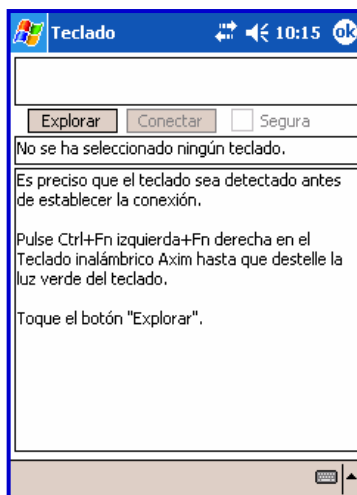 Teclado 10:15 ok
Explorar Conectar Segura
No se ha seleccionado ningún teclado.
Es preciso que el teclado sea detectado antes
de establecer la conexión.
Pulse Ctrl+Fn izquierda+Fn derecha en el
Teclado inalámbrico Axim hasta que destelle la
luz verde del teclado.
Toque el botón "Explorar".